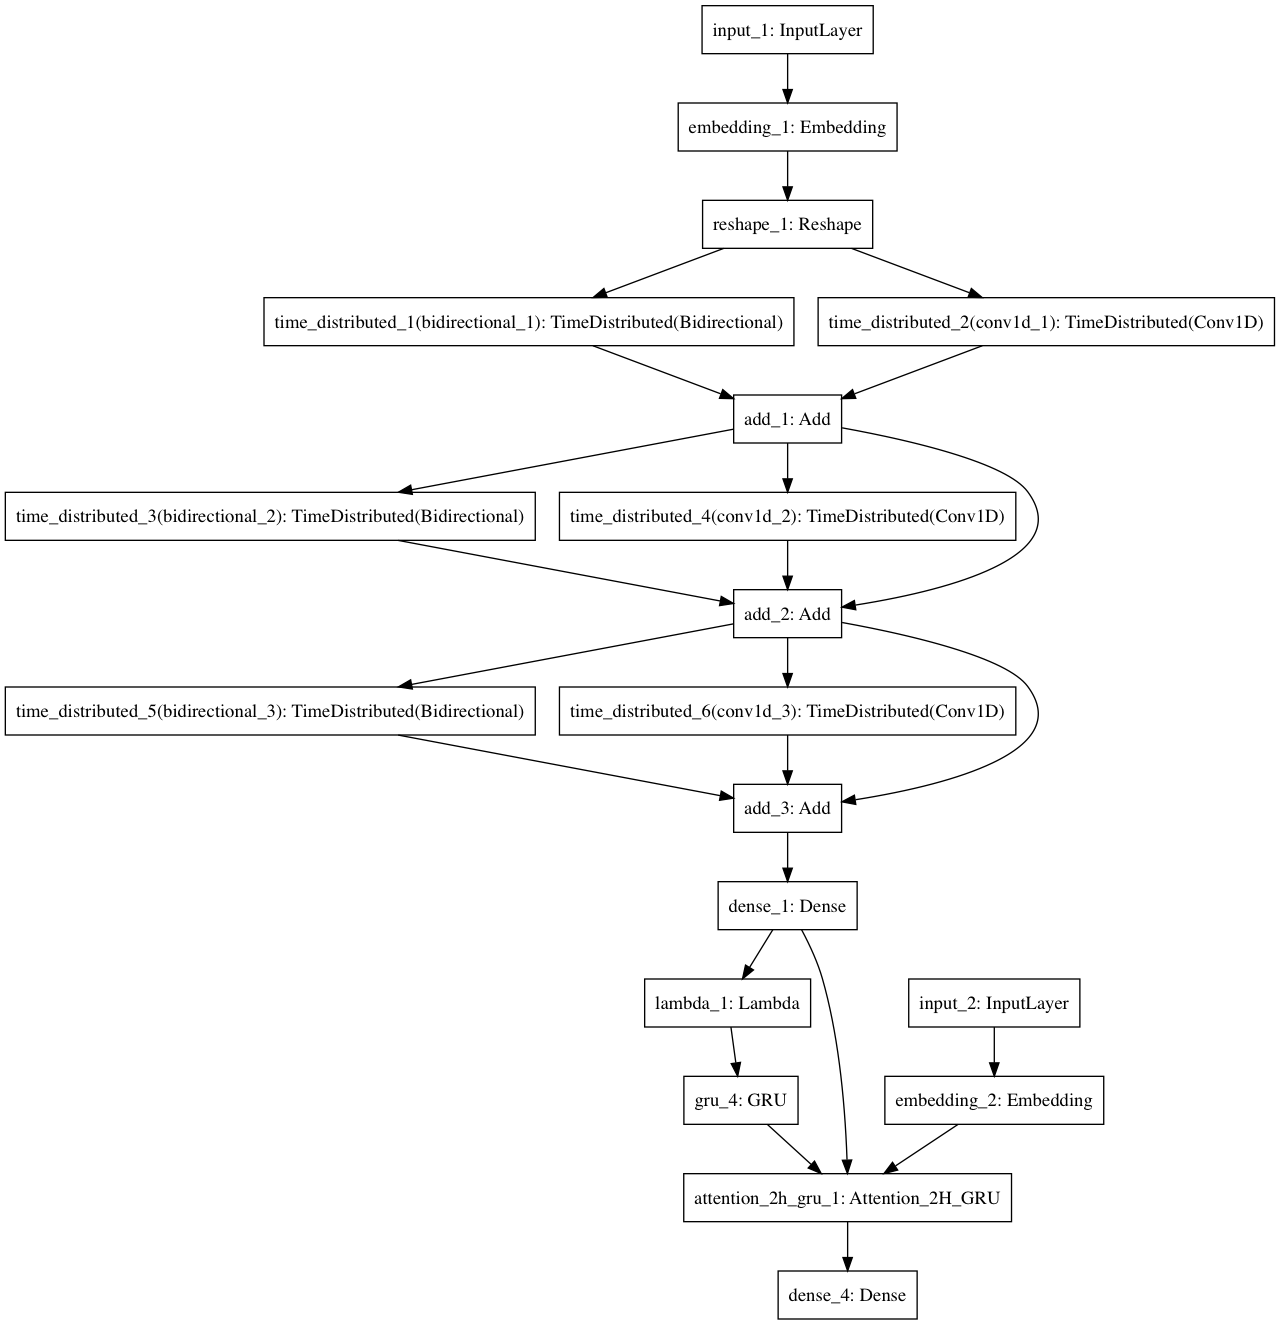 input_1: InputLayer
embedding_1: Embedding
reshape_1: Reshape
time_distributed_1(bidirectional_1): TimeDistributed(Bidirectional)
time_distributed_2(conv1d_1): TimeDistributed(Conv1D)
add_1: Add
time_distributed_3(bidirectional_2): TimeDistributed(Bidirectional)
time_distributed_4(conv1d_2): TimeDistributed(Conv1D)
add_2: Add
time_distributed_5(bidirectional_3): TimeDistributed(Bidirectional)
time_distributed_6(conv1d_3): TimeDistributed(Conv1D)
add_3: Add
dense_1: Dense
lambda_1: Lambda
input_2: InputLayer
gru_4: GRU
embedding_2: Embedding
attention_2h_gru_1: Attention_2H_GRU
dense_4: Dense